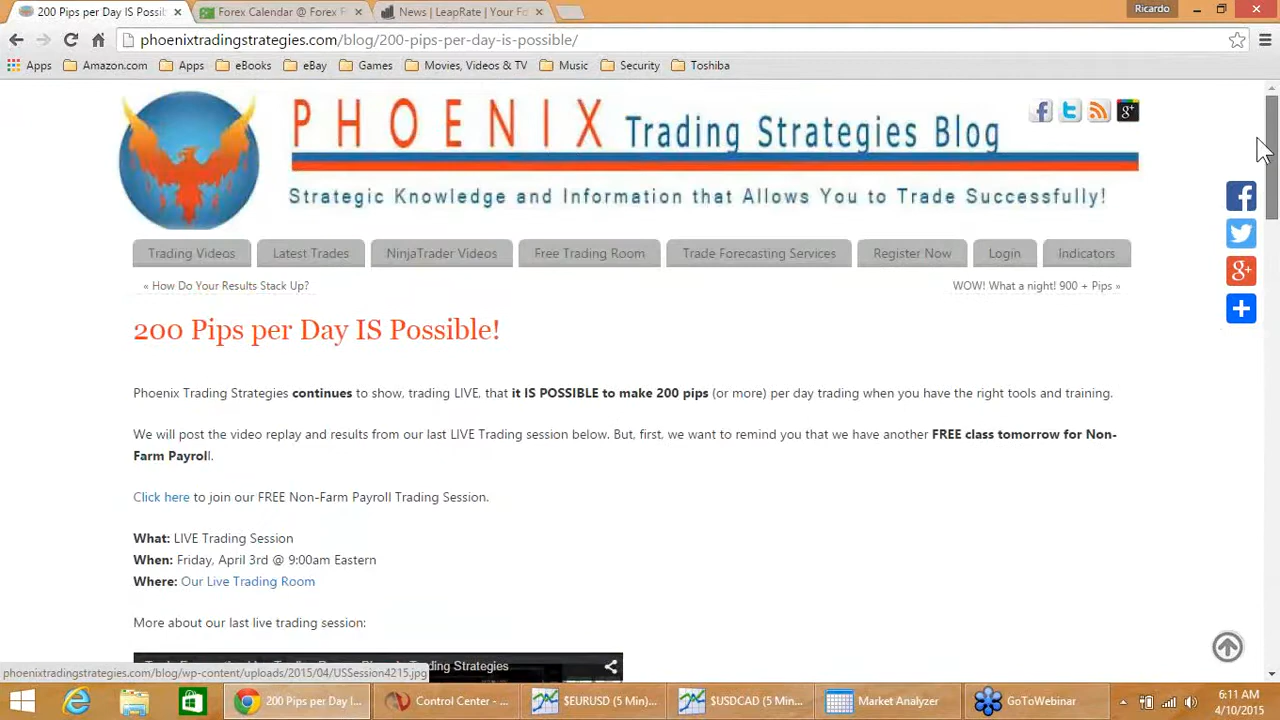 200 Pips per Day IS Possi
Forex Calendar @ Forex F
News | LeapRate | Your Fo
Ricardo
phoenixtradingstrategies.com/blog/200-pips-per-day-is-possible/
Apps Amazon.com Apps eBooks eBay Games Movies, Videos & TV Music Security Toshiba
PHOENIX Trading Strategies Blog
Strategic Knowledge and Information that Allows You to Trade Successfully!
Trading Videos Latest Trades NinjaTrader Videos Free Trading Room Trade Forecasting Services Register Now Login Indicators
« How Do Your Results Stack Up? WOW! What a night! 900 + Pips »
200 Pips per Day IS Possible!
Phoenix Trading Strategies continues to show, trading LIVE, that it IS POSSIBLE to make 200 pips (or more) per day trading when you have the right tools and training.
We will post the video replay and results from our last LIVE Trading session below. But, first, we want to remind you that we have another FREE class tomorrow for Non-
Farm Payroll.
Click here to join our FREE Non-Farm Payroll Trading Session.
What: LIVE Trading Session
When: Friday, April 3rd @ 9:00am Eastern
Where: Our Live Trading Room
More about our last live trading session:
Trading Strategies
phoenixtradingstrategies.com/blog/wp-content/uploads/2015/04/USSession4215.jpg
200 Pips per Day I... Control Center - ... $EURUSD (5 Min)... $USDCAD (5 Min... Market Analyzer GoToWebinar
6:11 AM
4/10/2015